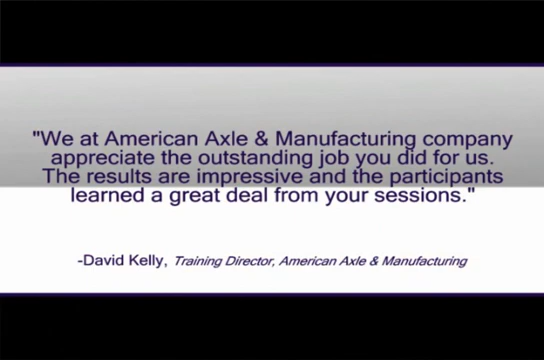 "We at American Axle & Manufacturing company
appreciate the outstanding job you did for us.
The results are impressive and the participants
learned a great deal from your sessions."
-David Kelly, Training Director, American Axle & Manufacturing